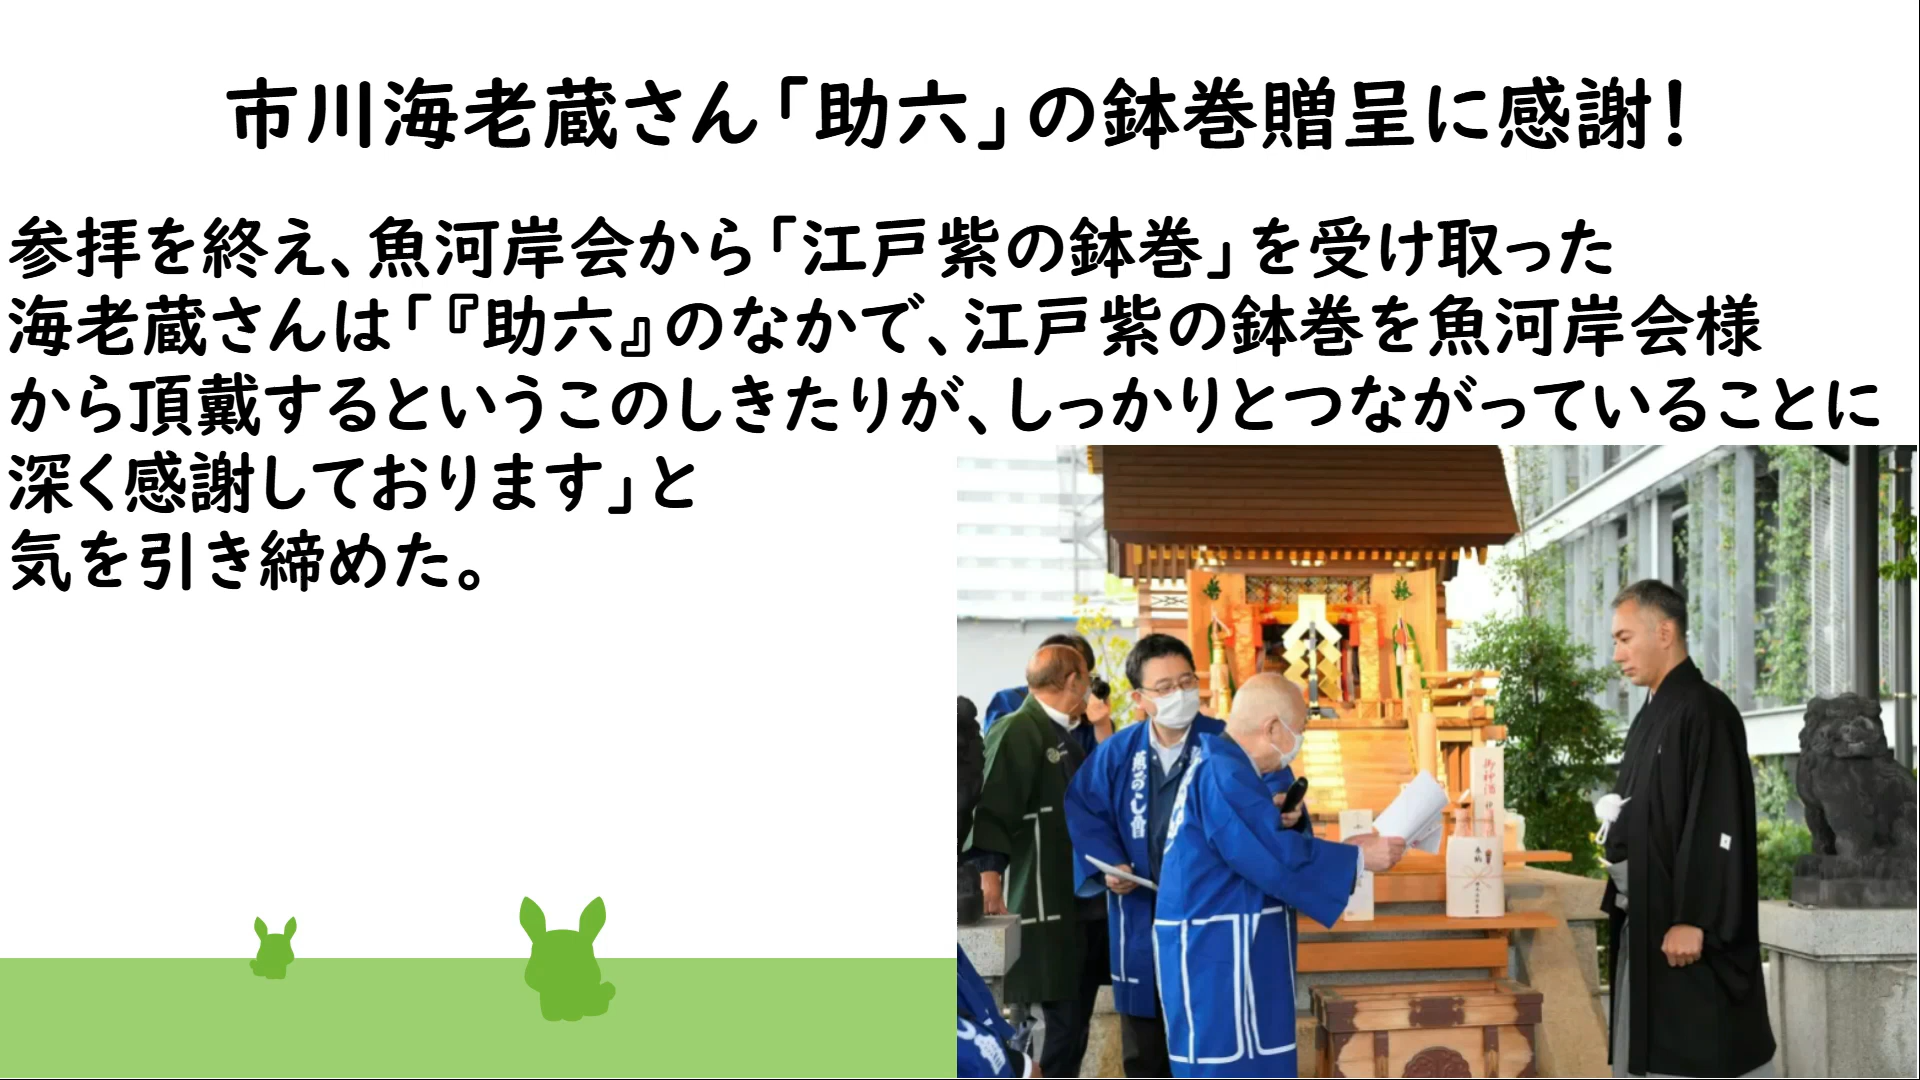 市川海老蔵さん「助六」の鉢巻贈呈に感謝！
参拝を終え、魚河岸会から「江戸紫の鉢巻」を受け取った
海老蔵さんは「『助六』のなかで、江戸紫の鉢巻を魚河岸会様
から頂戴するというこのしきたりが、しっかりとつながっていることに
深く感謝しております」と
気を引き締めた。
御神酒
奉納